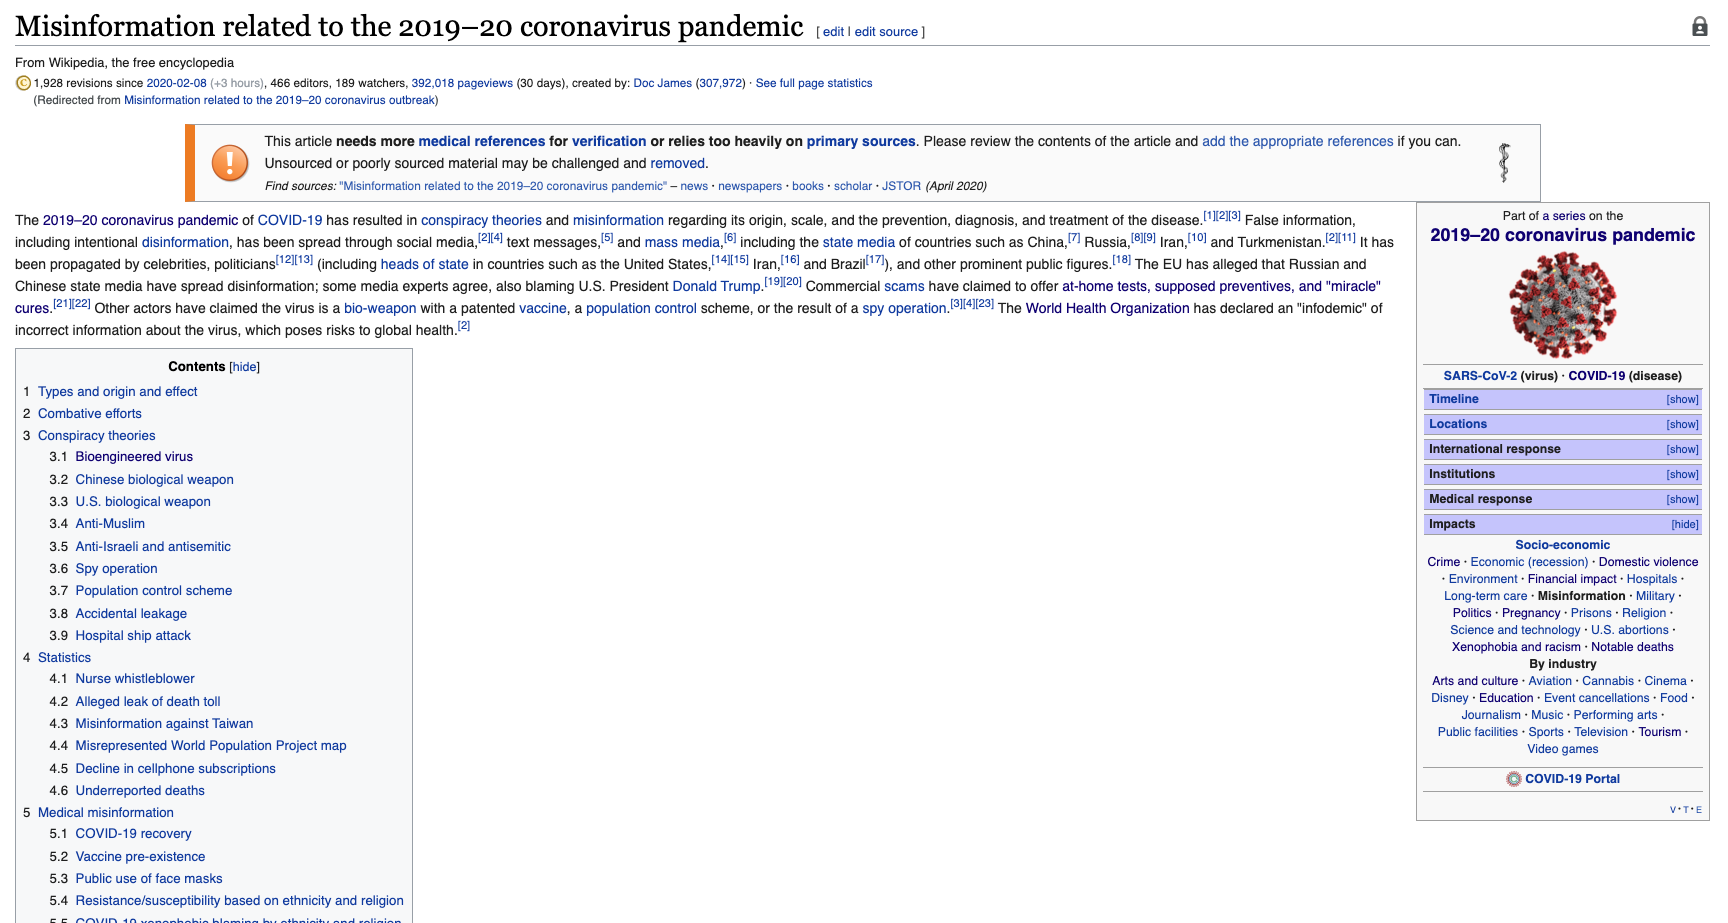 Misinformation related to the 2019–20 coronavirus pandemic [ edit | edit source ]
From Wikipedia, the free encyclopedia
1,928 revisions since 2020-02-08 (+3 hours), 466 editors, 189 watchers, 392,018 pageviews (30 days), created by: Doc James (307,972) · See full page statistics
(Redirected from Misinformation related to the 2019–20 coronavirus outbreak)
This article needs more medical references for verification or relies too heavily on primary sources. Please review the contents of the article and add the appropriate references if you can.
Unsourced or poorly sourced material may be challenged and removed.
Find sources: "Misinformation related to the 2019–20 coronavirus pandemic" – news · newspapers · books · scholar · JSTOR (April 2020)
The 2019–20 coronavirus pandemic of COVID-19 has resulted in conspiracy theories and misinformation regarding its origin, scale, and the prevention, diagnosis, and treatment of the disease.[1][2][3] False information,
including intentional disinformation, has been spread through social media,[2][4] text messages,[5] and mass media,[6] including the state media of countries such as China,[7] Russia,[8][9] Iran,[10] and Turkmenistan.[2][11] It has
been propagated by celebrities, politicians[12][13] (including heads of state in countries such as the United States,[14][15] Iran,[16] and Brazil[17]), and other prominent public figures.[18] The EU has alleged that Russian and
Chinese state media have spread disinformation; some media experts agree, also blaming U.S. President Donald Trump.[19][20] Commercial scams have claimed to offer at-home tests, supposed preventives, and "miracle"
cures.[21][22] Other actors have claimed the virus is a bio-weapon with a patented vaccine, a population control scheme, or the result of a spy operation.[3][4][23] The World Health Organization has declared an "infodemic" of
incorrect information about the virus, which poses risks to global health.[2]
Contents [hide]
1 Types and origin and effect
2 Combative efforts
3 Conspiracy theories
3.1 Bioengineered virus
3.2 Chinese biological weapon
3.3 U.S. biological weapon
3.4 Anti-Muslim
3.5 Anti-Israeli and antisemitic
3.6 Spy operation
3.7 Population control scheme
3.8 Accidental leakage
3.9 Hospital ship attack
4 Statistics
4.1 Nurse whistleblower
4.2 Alleged leak of death toll
4.3 Misinformation against Taiwan
4.4 Misrepresented World Population Project map
4.5 Decline in cellphone subscriptions
4.6 Underreported deaths
5 Medical misinformation
5.1 COVID-19 recovery
5.2 Vaccine pre-existence
5.3 Public use of face masks
5.4 Resistance/susceptibility based on ethnicity and religion
5.5 COVID-19 xenophobic blaming by ethnicity and religion
Part of a series on the
2019–20 coronavirus pandemic
SARS-CoV-2 (virus) · COVID-19 (disease)
Timeline [show]
Locations [show]
International response [show]
Institutions [show]
Medical response [show]
Impacts [hide]
Socio-economic
Crime · Economic (recession) · Domestic violence
· Environment · Financial impact · Hospitals ·
Long-term care · Misinformation · Military ·
Politics · Pregnancy · Prisons · Religion ·
Science and technology · U.S. abortions ·
Xenophobia and racism · Notable deaths
By industry
Arts and culture · Aviation · Cannabis · Cinema ·
Disney · Education · Event cancellations · Food ·
Journalism · Music · Performing arts ·
Public facilities · Sports · Television · Tourism ·
Video games
COVID-19 Portal
V · T · E